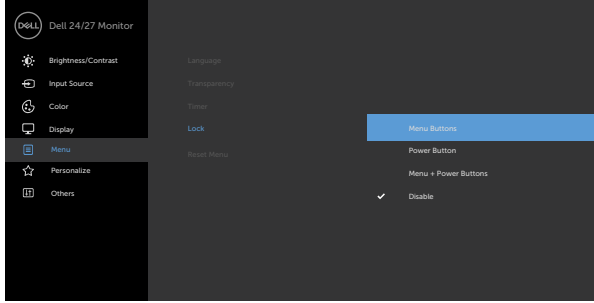 DELL
Dell 24/27 Monitor
Brightness/Contrast
Input Source
Color
Display
Menu
Personalize
Others
Language
Transparency
Timer
Lock
Reset Menu
Menu Buttons
Power Button
Menu + Power Buttons
Disable